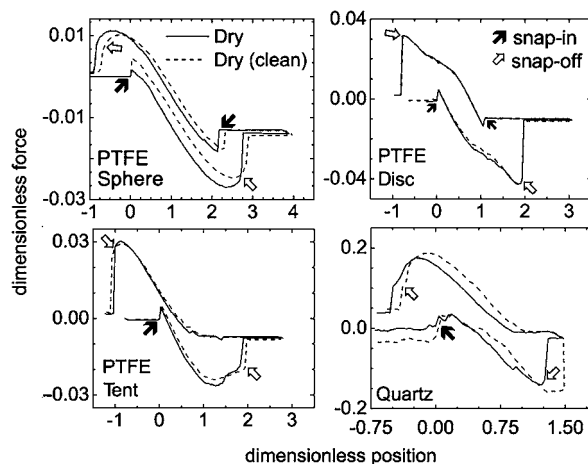 0.01
-0.01
-0.03
Dry
Dry (clean)
PTFE
Sphere
-1 0 1 2 3 4
0.04
0.00
-0.04
snap-in
snap-off
PTFE
Disc
-1 0 1 2 3
0.03
0.00
-0.03
PTFE
Tent
-1 0 1 2 3 4
0.2
0.0
-0.2
Quartz
-0.75 0.00 0.75 1.50
dimensionless force
dimensionless position